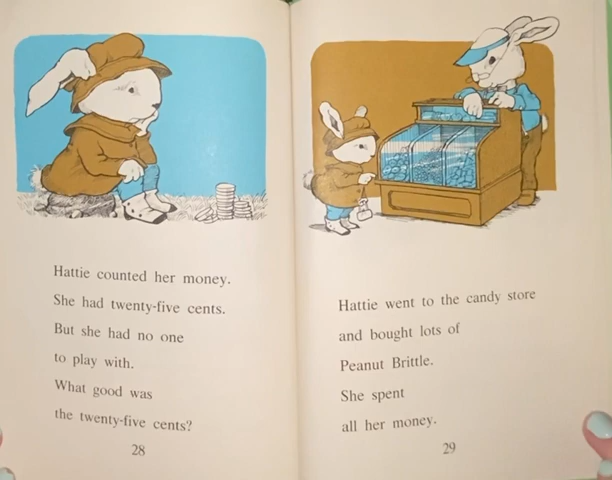 Hattie counted her money.
She had twenty-five cents.
But she had no one
to play with.
What good was
the twenty-five cents?
28
Hattie went to the candy store
and bought lots of
Peanut Brittle.
She spent
all her money.
29